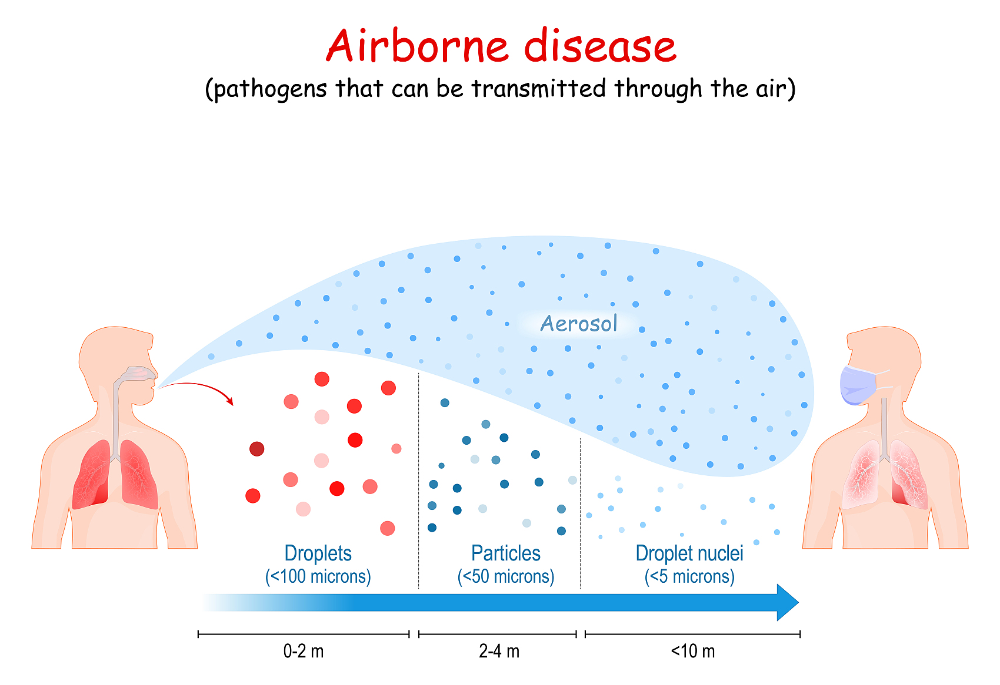 Airborne disease
(pathogens that can be transmitted through the air)
Aerosol
Droplets
(<100 microns)
Particles
(<50 microns)
Droplet nuclei
(<5 microns)
0-2 m
2-4 m
<10 m